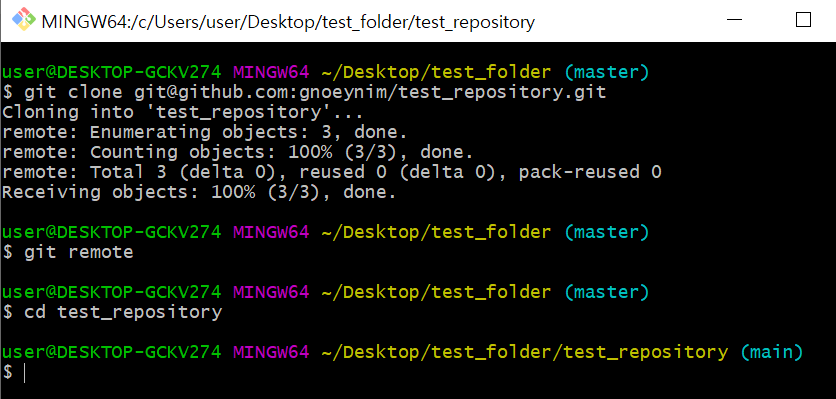 MINGW64:/c/Users/user/Desktop/test_folder/test_repository
user@DESKTOP-GCKV274 MINGW64 ~/Desktop/test_folder (master)
$ git clone git@github.com:gnoeynim/test_repository.git
Cloning into 'test_repository'...
remote: Enumerating objects: 3, done.
remote: Counting objects: 100% (3/3), done.
remote: Total 3 (delta 0), reused 0 (delta 0), pack-reused 0
Receiving objects: 100% (3/3), done.
user@DESKTOP-GCKV274 MINGW64 ~/Desktop/test_folder (master)
$ git remote
user@DESKTOP-GCKV274 MINGW64 ~/Desktop/test_folder (master)
$ cd test_repository
user@DESKTOP-GCKV274 MINGW64 ~/Desktop/test_folder/test_repository (main)
$